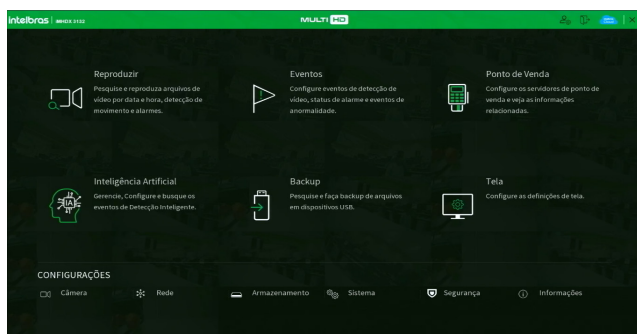 intelbras iMHDX 3132
MULTI HD
Reproduzir
Pesquise e reproduza arquivos de
vídeo por data e hora, detecção de
movimento e alarmes.
Eventos
Configure eventos de detecção de
vídeo, status de alarme e eventos de
anormalidade.
Ponto de Venda
Configure os servidores de ponto de
venda e veja as informações
relacionadas.
Inteligência Artificial
Gerencie, Configure e busque os
eventos de Detecção Inteligente.
IA
Backup
Pesquise e faça backup de arquivos
em dispositivos USB.
Tela
Configure as definições de tela.
CONFIGURAÇÕES
Câmera
Rede
Armazenamento
Sistema
Segurança
Informações